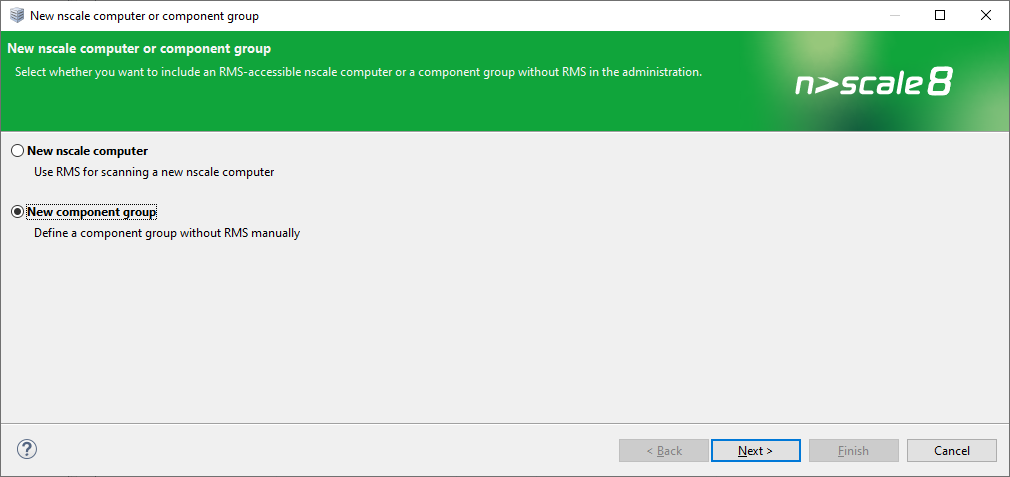 New nscale computer or component group
New nscale computer or component group
Select whether you want to include an RMS-accessible nscale computer or a component group without RMS in the administration.
n>scale 8
New nscale computer
Use RMS for scanning a new nscale computer
New component group
Define a component group without RMS manually
?
< Back
Next >
Finish
Cancel